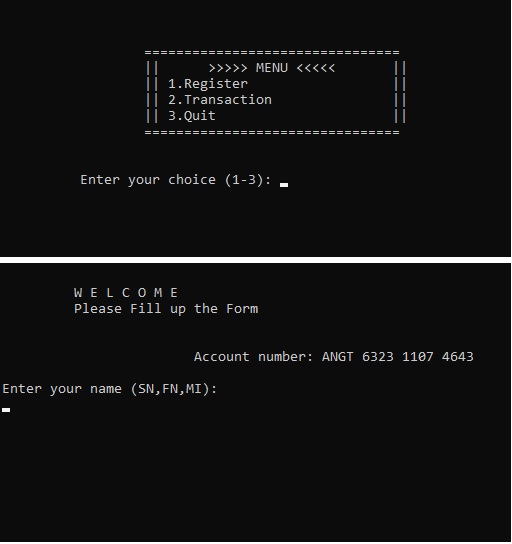 ================================
|| >>>>> MENU <<<<< ||
|| 1.Register ||
|| 2.Transaction ||
|| 3.Quit ||
================================
Enter your choice (1-3):
W E L C O M E
Please Fill up the Form
Account number: ANGT 6323 1107 4643
Enter your name (SN,FN,MI):